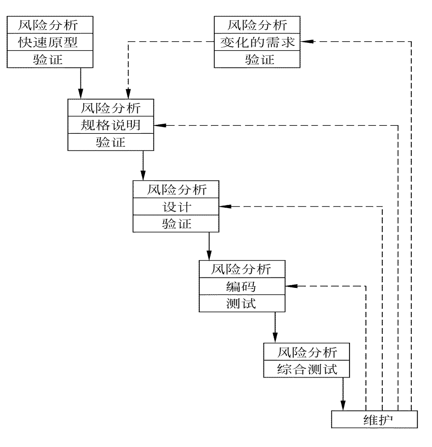 风险分析
快速原型
验证
风险分析
变化的需求
验证
风险分析
规格说明
验证
风险分析
设计
验证
风险分析
编码
测试
风险分析
综合测试
维护